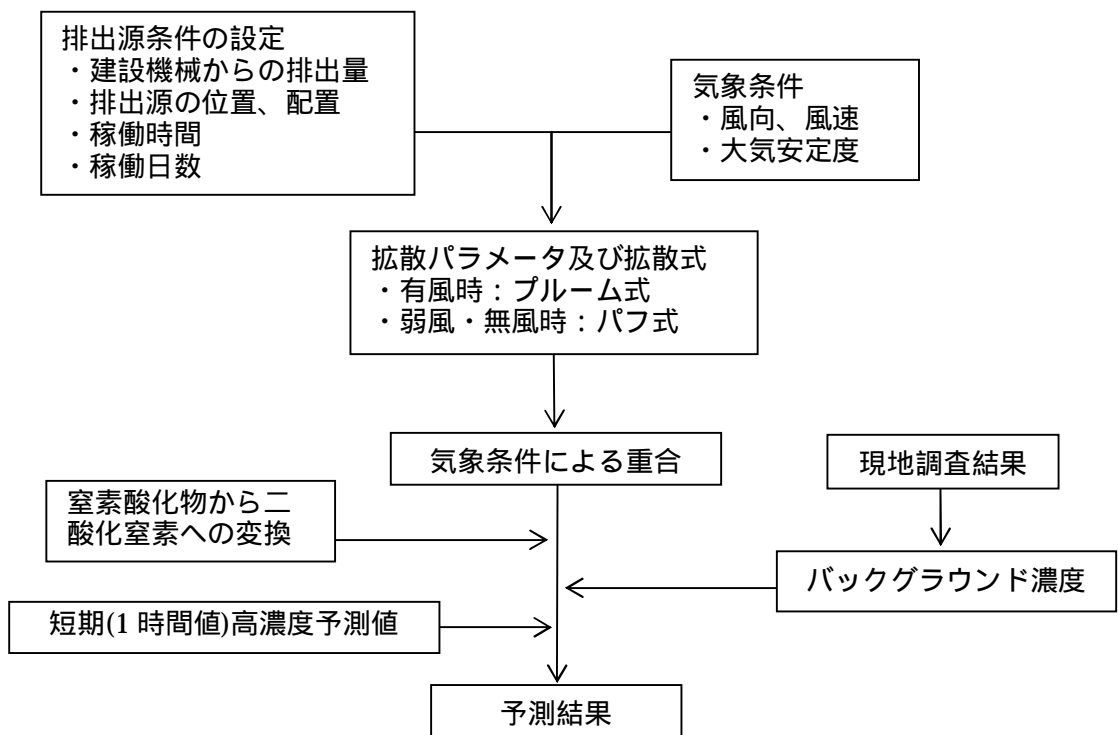 排出源条件の設定
・建設機械からの排出量
・排出源の位置、配置
・稼働時間
・稼働日数
気象条件
・風向、風速
・大気安定度
拡散パラメータ及び拡散式
・有風時：プルーム式
・弱風・無風時：パフ式
気象条件による重合
現地調査結果
窒素酸化物から二
酸化窒素への変換
バックグラウンド濃度
短期(1 時間値)高濃度予測値
予測結果